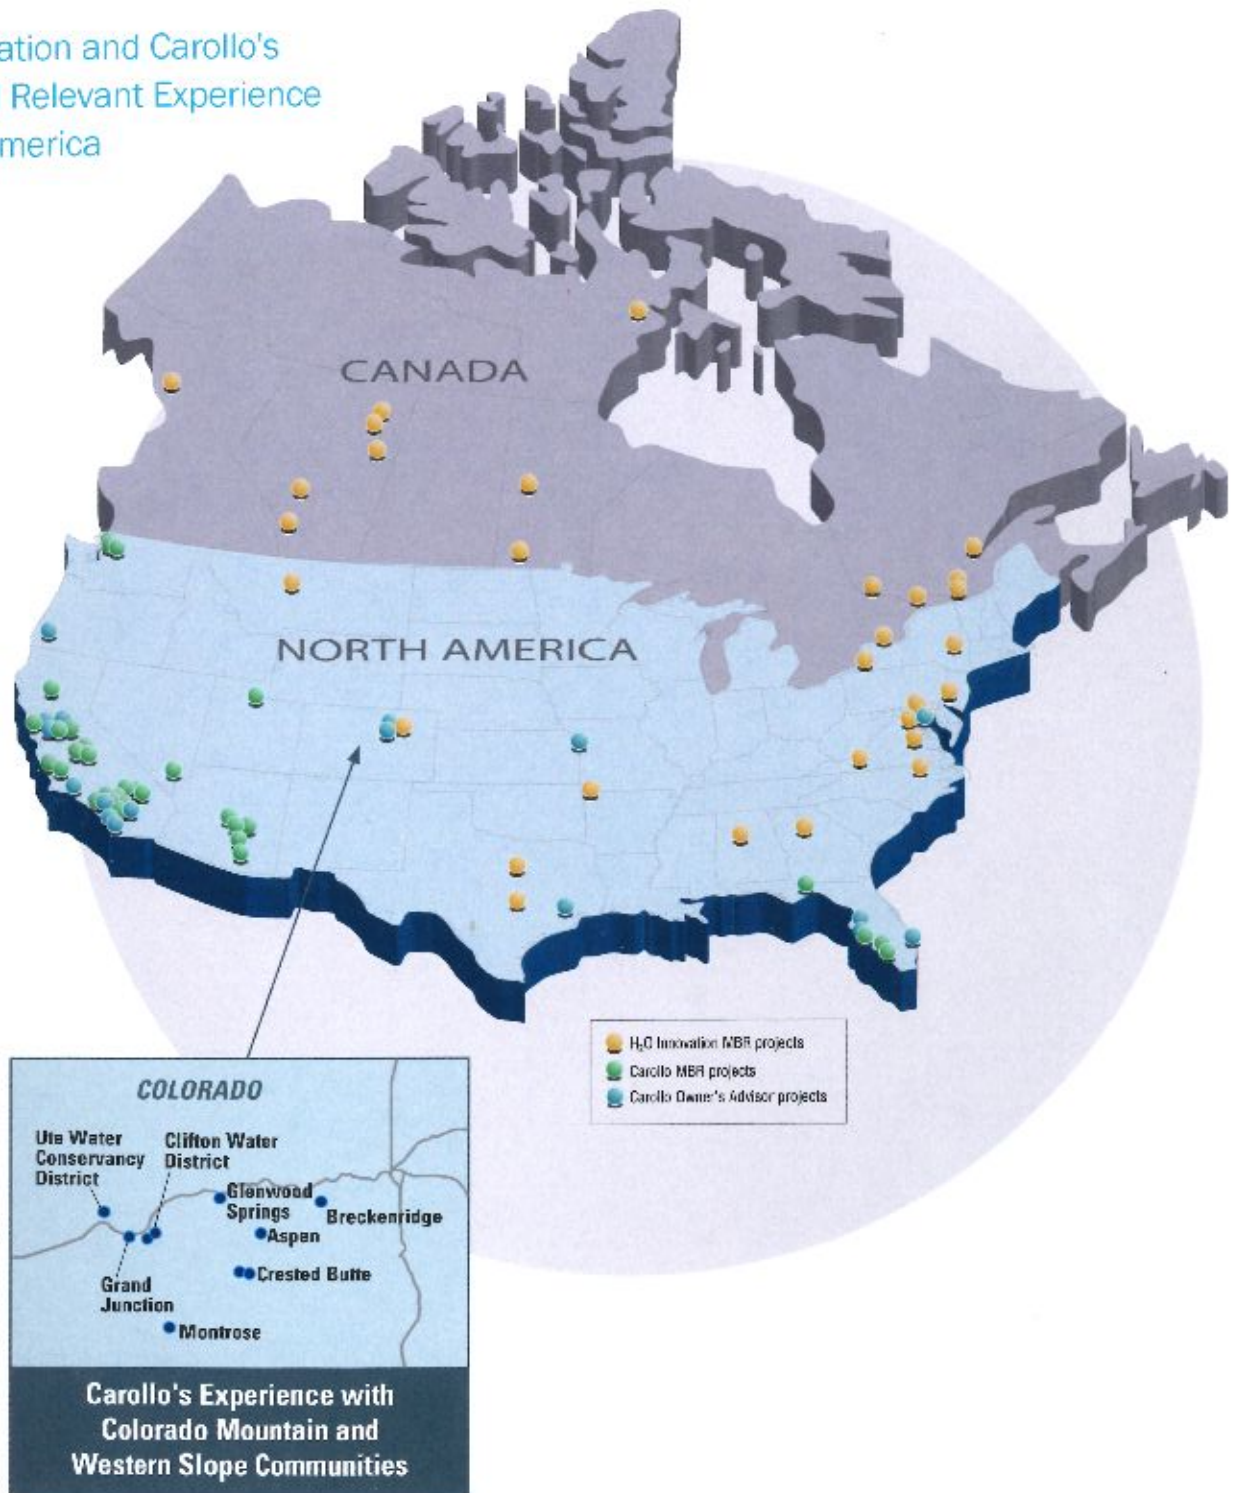 ation and Carollo's
Relevant Experience
merica
CANADA
NORTH AMERICA
H₂O Innovation MBR projects
Carollo MBR projects
Carollo Owner's Advisor projects
COLORADO
Ute Water
Conservancy
District
Clifton Water
District
Glenwood
Springs
Breckenridge
Aspen
Crested Butte
Grand
Junction
Montrose
Carollo's Experience with
Colorado Mountain and
Western Slope Communities